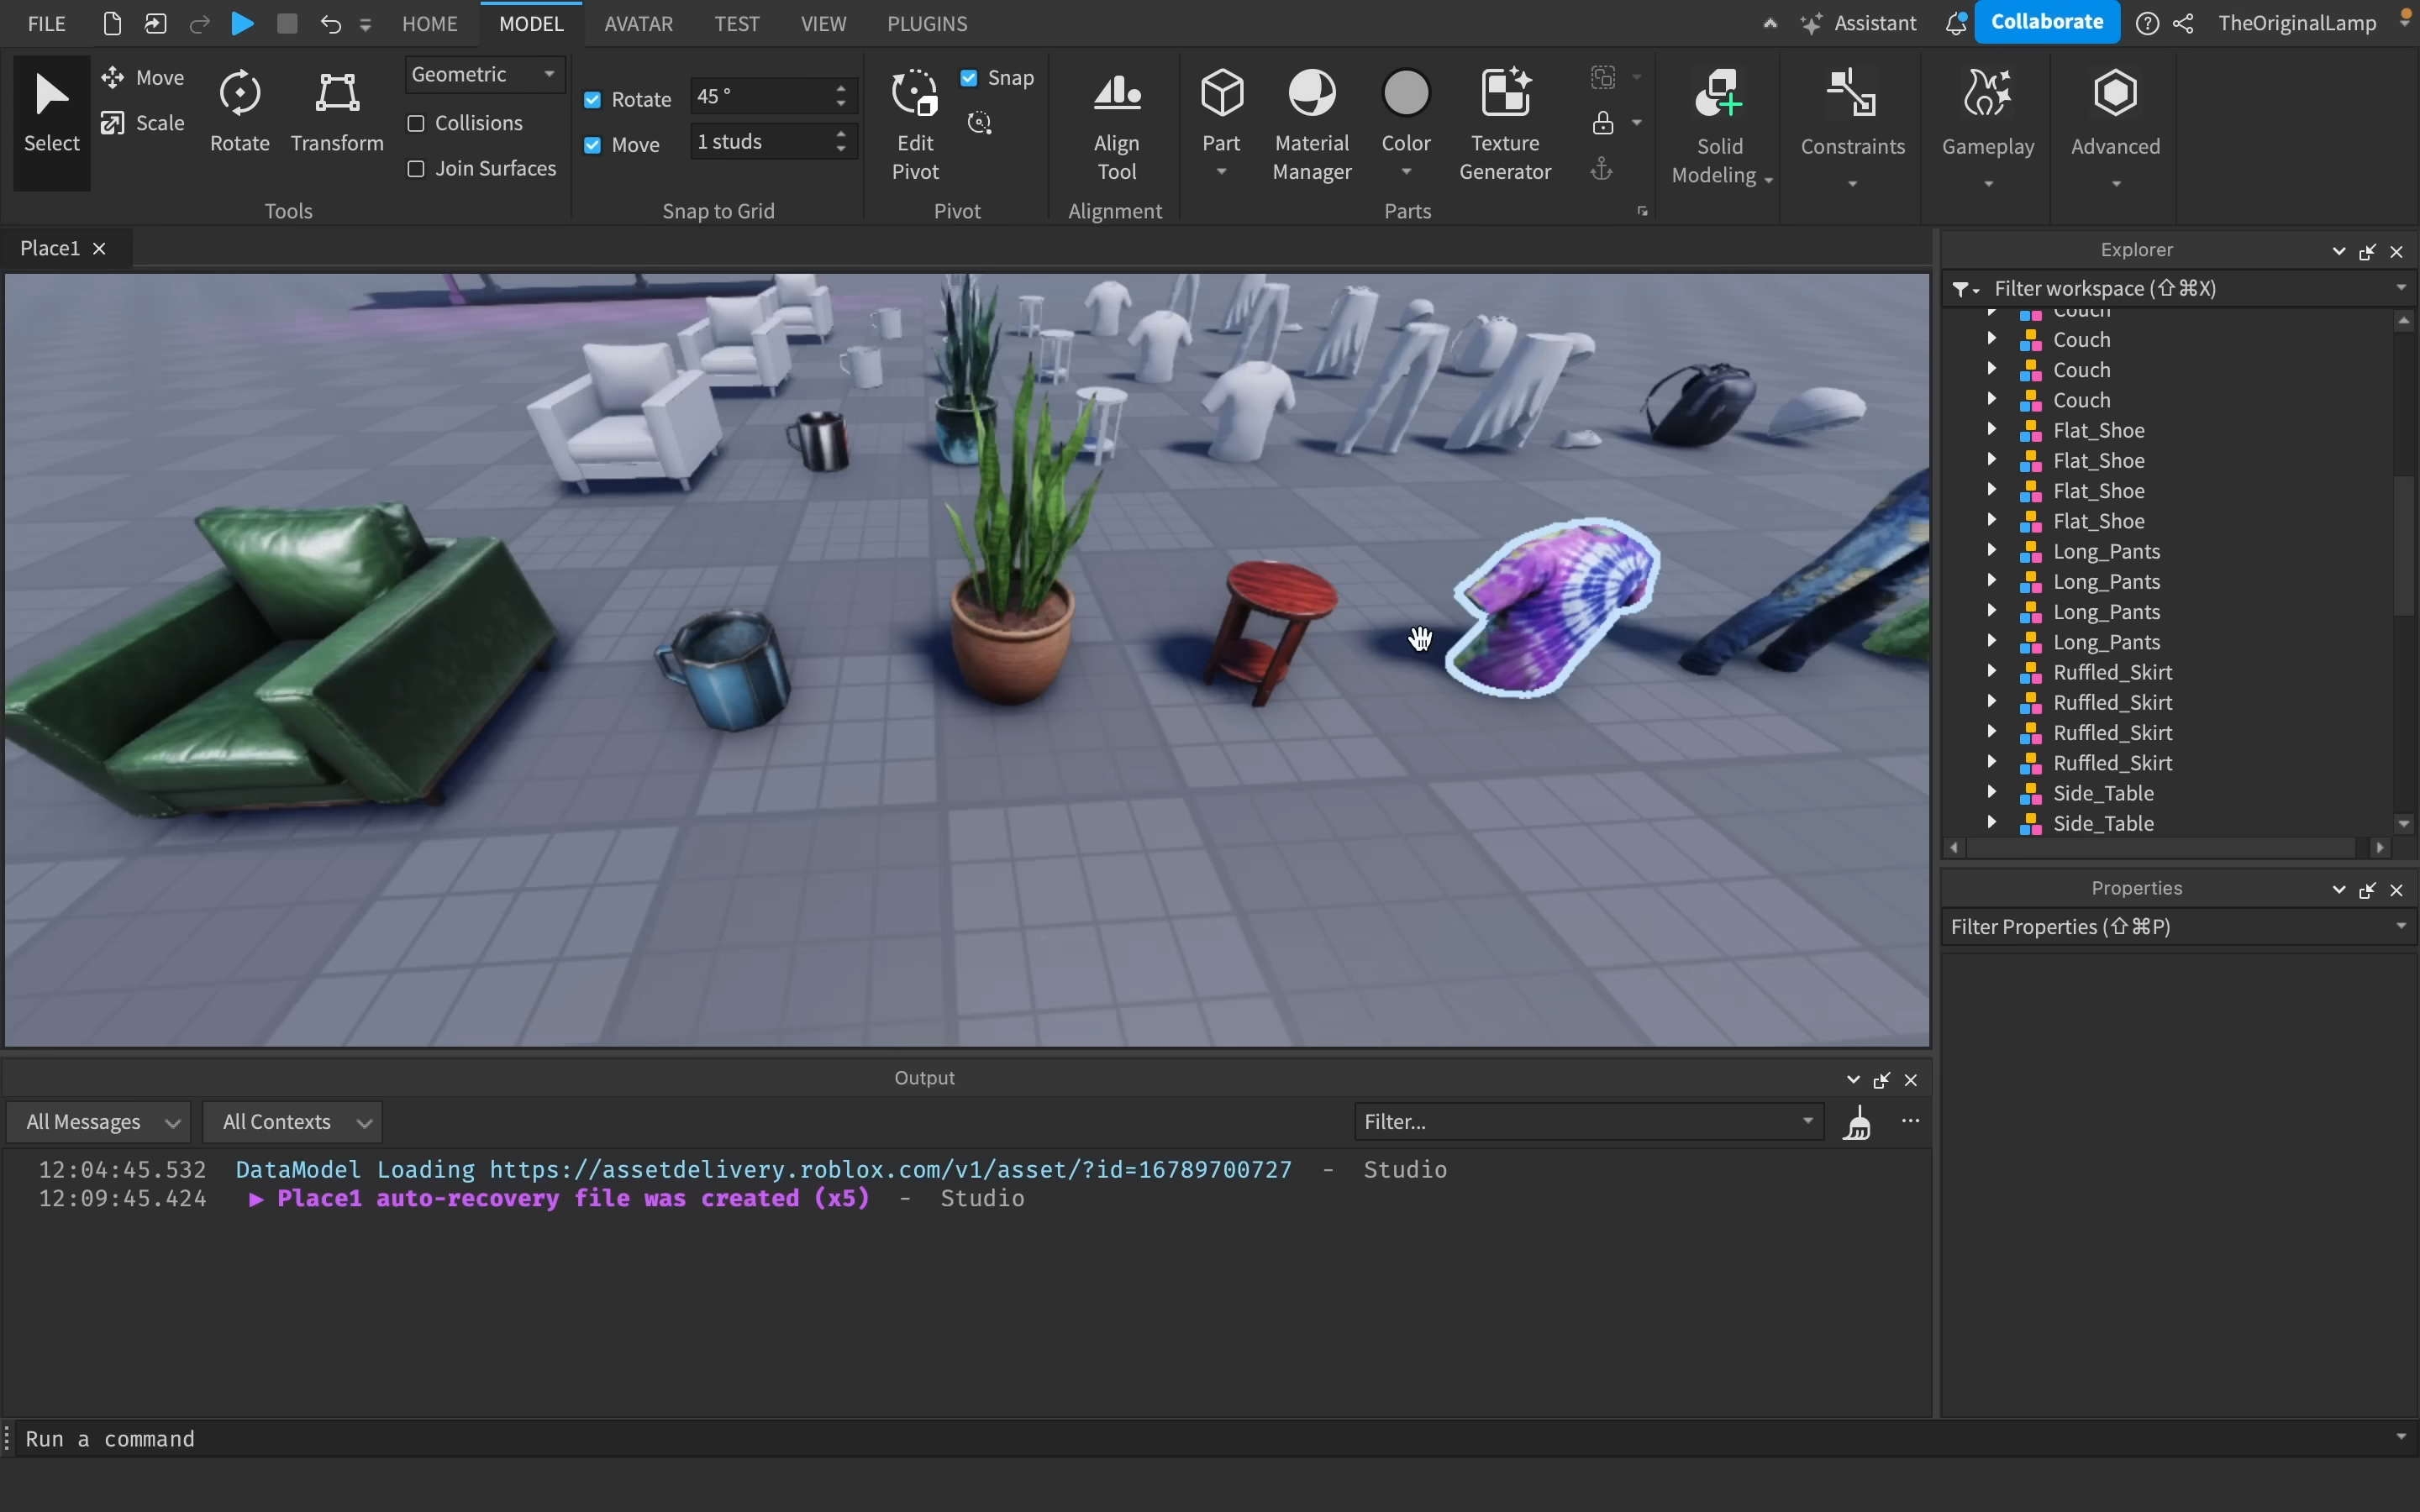 FILE
HOME
MODEL
AVATAR
TEST
VIEW
PLUGINS
Assistant
Collaborate
TheOriginalLamp
Select
Move
Scale
Rotate
Transform
Geometric
Collisions
Join Surfaces
Tools
Rotate
45 °
Move
1 studs
Snap to Grid
Edit
Pivot
Snap
Pivot
Align
Tool
Alignment
Part
Material
Manager
Color
Texture
Generator
Parts
Solid
Modeling
Constraints
Gameplay
Advanced
Place1
Explorer
Filter workspace (⇧⌘X)
Couch
Couch
Couch
Couch
Flat_Shoe
Flat_Shoe
Flat_Shoe
Flat_Shoe
Long_Pants
Long_Pants
Long_Pants
Long_Pants
Ruffled_Skirt
Ruffled_Skirt
Ruffled_Skirt
Ruffled_Skirt
Side_Table
Side_Table
Properties
Filter Properties (⇧⌘P)
Output
All Messages
All Contexts
Filter...
12:04:45.532 DataModel Loading https://assetdelivery.roblox.com/v1/asset/?id=16789700727 - Studio
12:09:45.424 ▶ Place1 auto-recovery file was created (x5) - Studio
Run a command